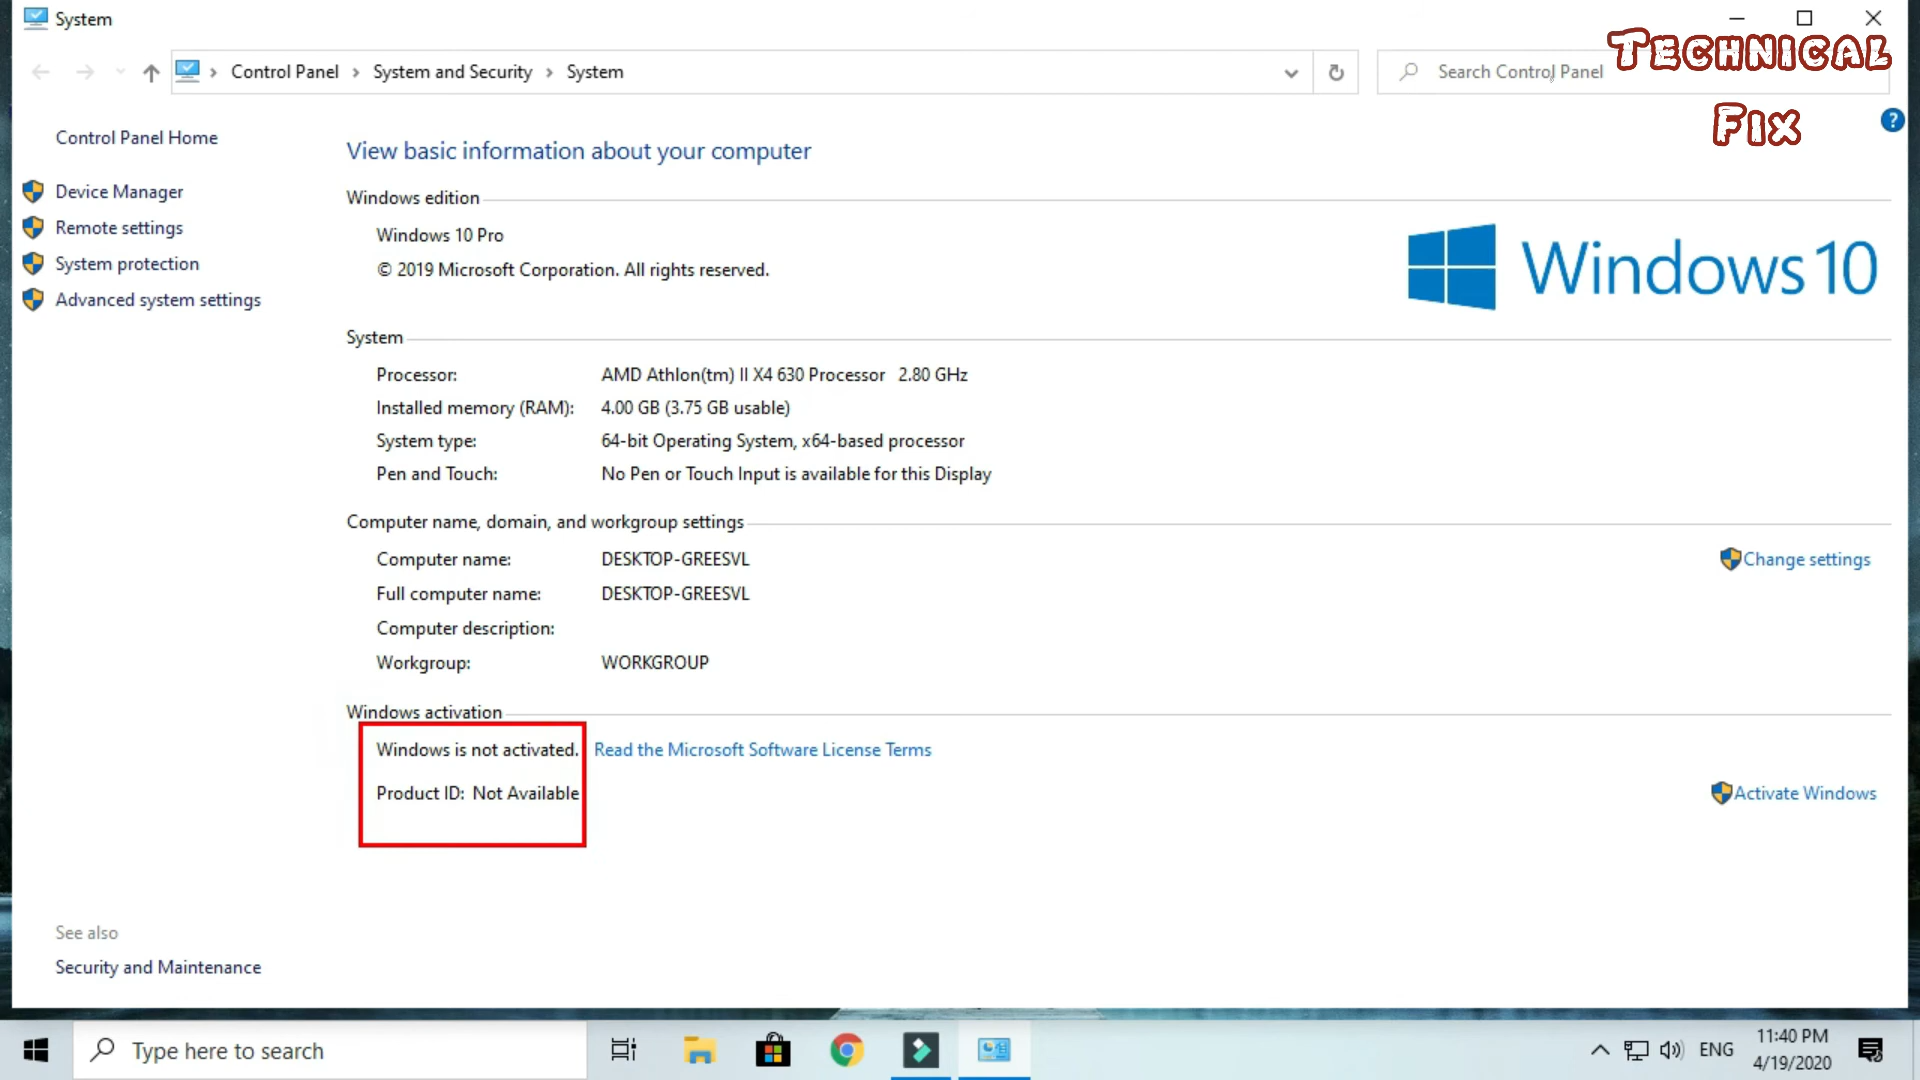 System
Control Panel > System and Security > System
Search Control Panel
TECHNICAL
FIX
?
Control Panel Home
Device Manager
Remote settings
System protection
Advanced system settings
View basic information about your computer
Windows edition
Windows 10 Pro
© 2019 Microsoft Corporation. All rights reserved.
Windows 10
System
Processor: AMD Athlon(tm) II X4 630 Processor 2.80 GHz
Installed memory (RAM): 4.00 GB (3.75 GB usable)
System type: 64-bit Operating System, x64-based processor
Pen and Touch: No Pen or Touch Input is available for this Display
Computer name, domain, and workgroup settings
Computer name: DESKTOP-GREESVL
Change settings
Full computer name: DESKTOP-GREESVL
Computer description:
Workgroup: WORKGROUP
Windows activation
Windows is not activated. Read the Microsoft Software License Terms
Product ID: Not Available
Activate Windows
See also
Security and Maintenance
Type here to search
ENG
11:40 PM
4/19/2020